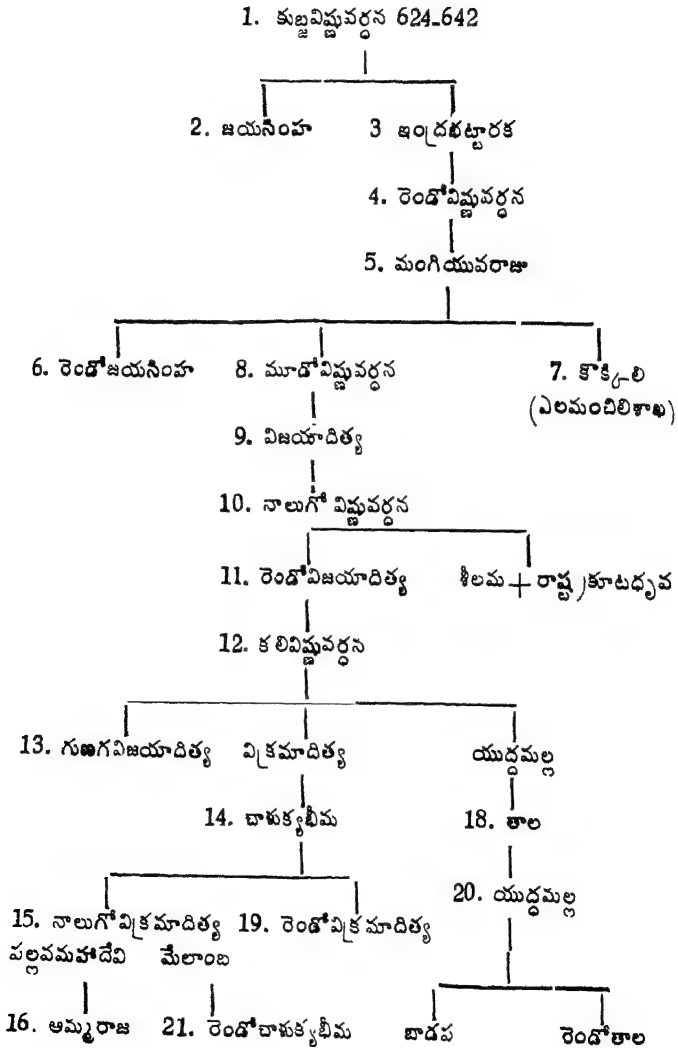 1. కుబ్జవిష్ణువర్ధన 624-642
2. జయసింహ 3 ఇంద్రభట్టారక
4. రెండోవిష్ణువర్ధన
5. మంగియువరాజు
6. రెండోజయసింహ 8. మూడోవిష్ణువర్ధన 7. కొక్కి-లి
(ఎలమంచిలిశాఖ)
9. విజయాదిత్య
10. నాలుగో విష్ణువర్ధన
11. రెండోవిజయాదిత్య శీలమ + రాష్ట్రకూటధృవ
12. కలివిష్ణువర్ధన
13. గుణగవిజయాదిత్య విక్రమాదిత్య యుద్దమల్ల
14. చాళుక్యభీమ 18. తాల
20. యుద్ధమల్ల
15. నాలుగోవిక్రమాదిత్య 19. రెండోవిక్రమాదిత్య
పల్లవమహాదేవి మేలాంబ
16. అమ్మరాజ 21. రెండోచాళుక్యభీమ బాడప రెండోతాల